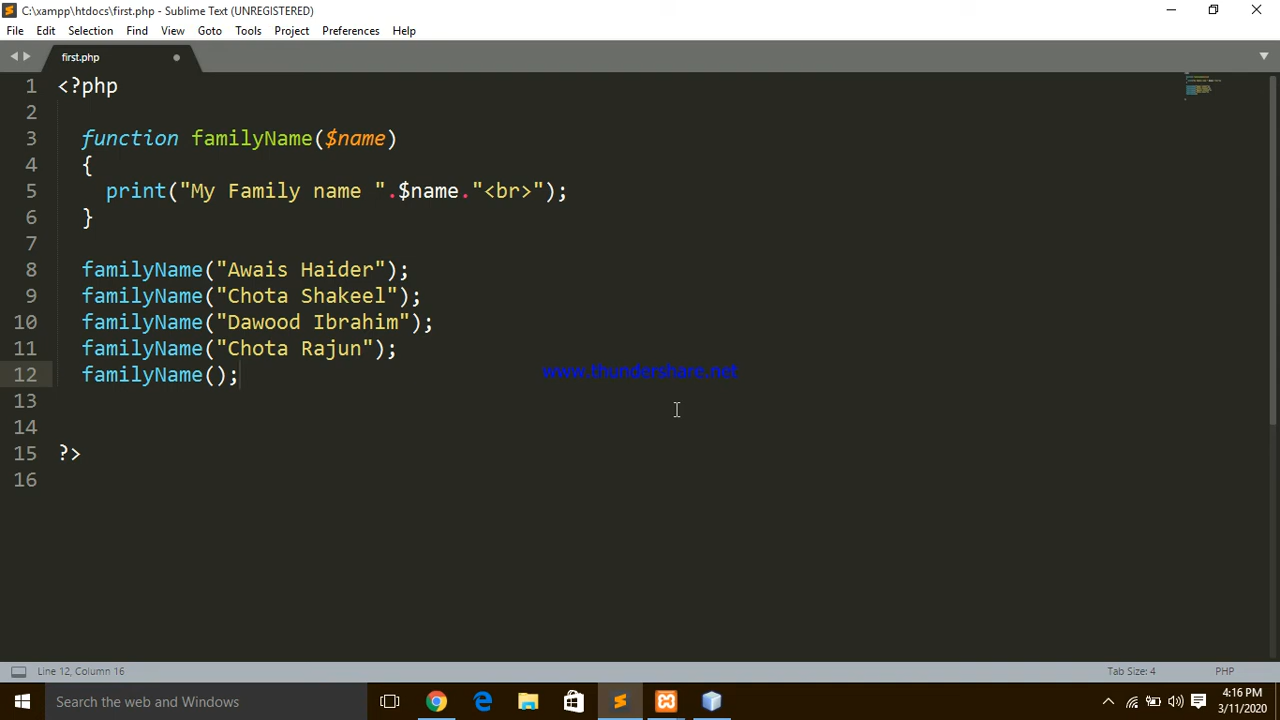 C:\xampp\htdocs\first.php - Sublime Text (UNREGISTERED)
File Edit Selection Find View Goto Tools Project Preferences Help
first.php
1 <?php
2
3 function familyName($name)
4 {
5 print("My Family name ".$name."<br>");
6 }
7
8 familyName("Awais Haider");
9 familyName("Chota Shakeel");
10 familyName("Dawood Ibrahim");
11 familyName("Chota Rajun");
12 familyName();
www.thundershare.net
13
14
15 ?>
16
Line 12, Column 16 Tab Size: 4 PHP
Search the web and Windows 4:16 PM
3/11/2020